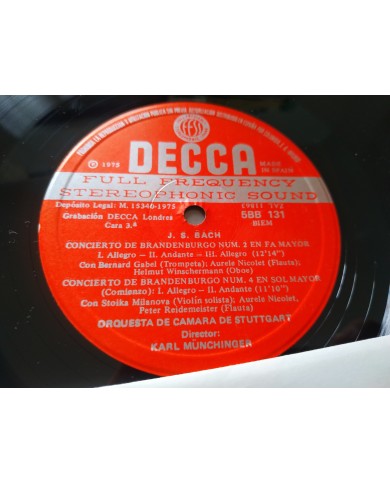 FESS
℗ 1975
DECCA
MADE
IN SPAIN
FULL FREQUENCY
STEREOPHONIC SOUND
Depósito Legal: M. 15340-1975
5BB 131
Grabación DECCA Londres
BIEM
Cara 3.ª
J. S. BACH
CONCIERTO DE BRANDENBURGO NUM. 2 EN FA MAYOR
I. Allegro - II. Andante - III. Allegro (12'14")
Con Bernard Gabel (Trompeta); Aurele Nicolet (Flauta);
Helmut Winschermann (Oboe)
CONCIERTO DE BRANDENBURGO NUM. 4 EN SOL MAYOR
(Comienzo): I. Allegro - II. Andante (11'10")
Con Stoika Milanova (Violín solista); Aurele Nicolet,
Peter Reidemeister (Flauta)
ORQUESTA DE CAMARA DE STUTTGART
Director:
KARL MÜNCHINGER